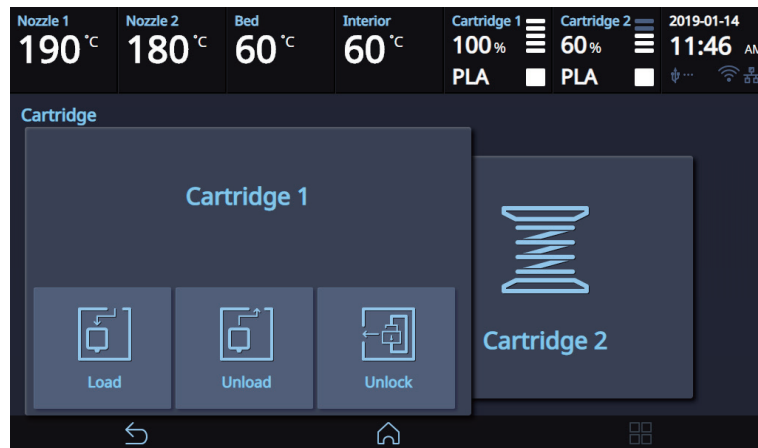 Nozzle 1
190 °C
Nozzle 2
180 °C
Bed
60 °C
Interior
60 °C
Cartridge 1
100 %
PLA
Cartridge 2
60 %
PLA
2019-01-14
11:46 AM
Cartridge
Cartridge 1
Load
Unload
Unlock
Cartridge 2